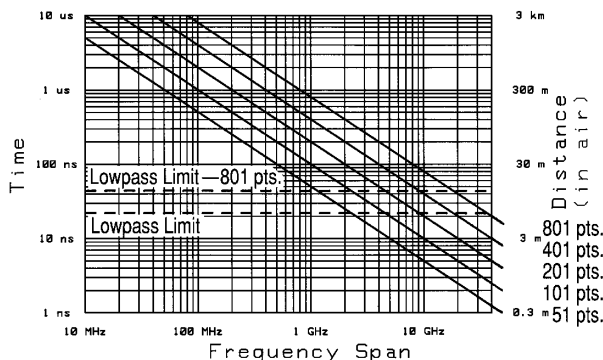 10 us
1 us
100 ns
10 ns
1 ns
Time
Lowpass Limit—801 pts.
Lowpass Limit
10 MHz
100 MHz
1 GHz
10 GHz
Frequency Span
3 km
300 m
30 m
3 m
0.3 m
Distance
(in air)
801 pts.
401 pts.
201 pts.
101 pts.
51 pts.